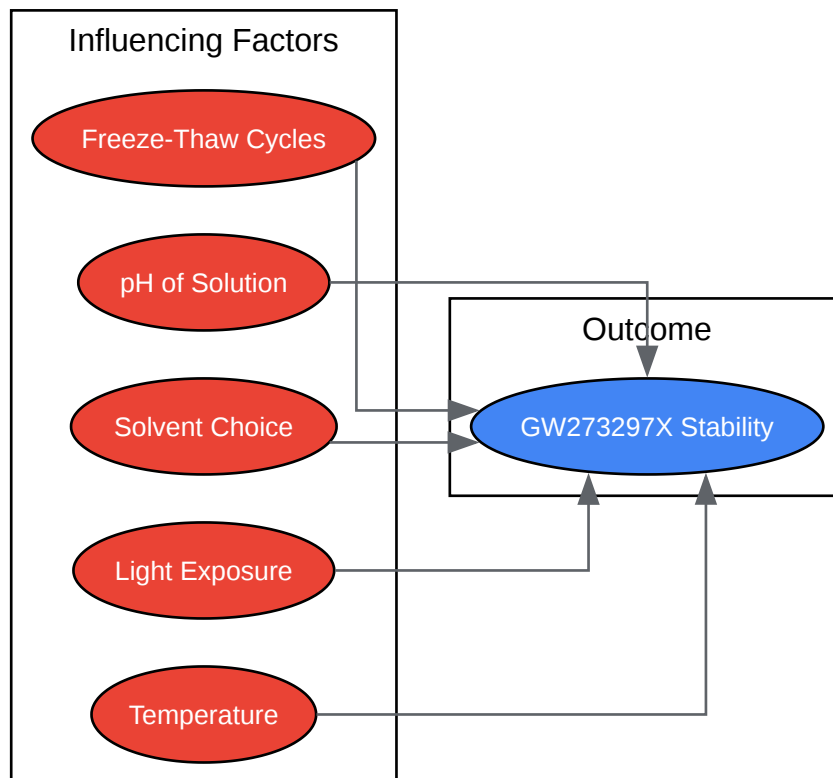 Influencing Factors
Freeze-Thaw Cycles
pH of Solution
Solvent Choice
Light Exposure
Temperature
Outcome
GW273297X Stability